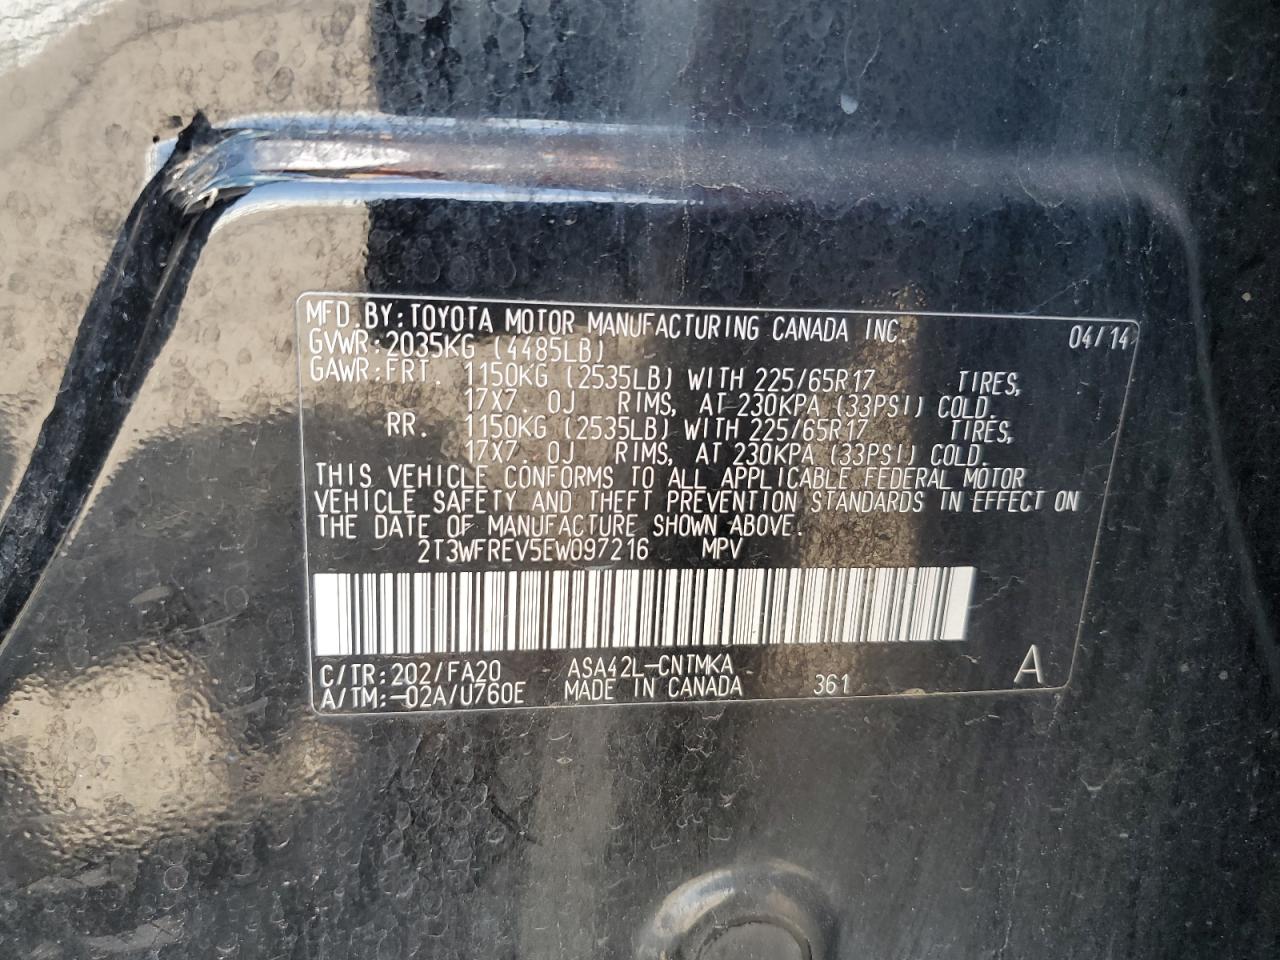 MFD. BY: TOYOTA MOTOR MANUFACTURING CANADA INC. 04/14
GVWR: 2035KG (4485LB)
GAWR: FRT. 1150KG (2535LB) WITH 225/65R17 TIRES,
17X7. 0J RIMS, AT 230KPA (33PSI) COLD.
RR. 1150KG (2535LB) WITH 225/65R17 TIRES,
17X7. 0J RIMS, AT 230KPA (33PSI) COLD.
THIS VEHICLE CONFORMS TO ALL APPLICABLE FEDERAL MOTOR
VEHICLE SAFETY AND THEFT PREVENTION STANDARDS IN EFFECT ON
THE DATE OF MANUFACTURE SHOWN ABOVE.
2T3WFREV5EW097216 MPV
C/TR: 202/FA20 ASA42L-CNTMKA
A/TM: -02A/U760E MADE IN CANADA 361 A